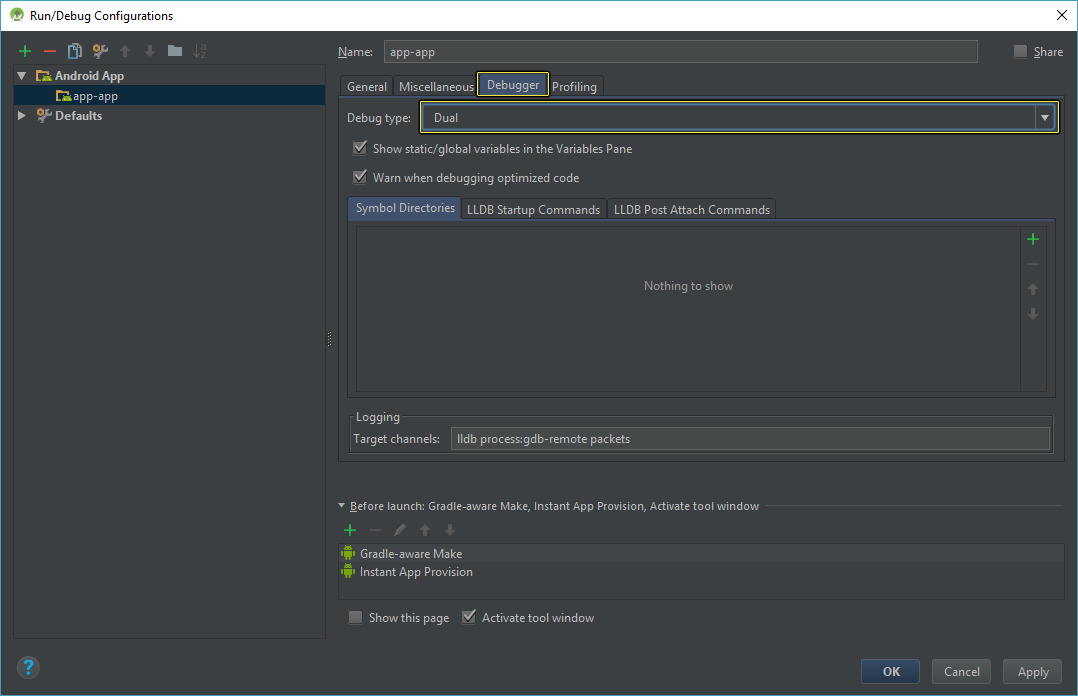 Run/Debug Configurations
Name: app-app Share
Android App
app-app
Defaults
General Miscellaneous Debugger Profiling
Debug type: Dual
Show static/global variables in the Variables Pane
Warn when debugging optimized code
Symbol Directories LLDB Startup Commands LLDB Post Attach Commands
Nothing to show
Logging
Target channels: lldb process:gdb-remote packets
Before launch: Gradle-aware Make, Instant App Provision, Activate tool window
Gradle-aware Make
Instant App Provision
Show this page Activate tool window
? OK Cancel Apply